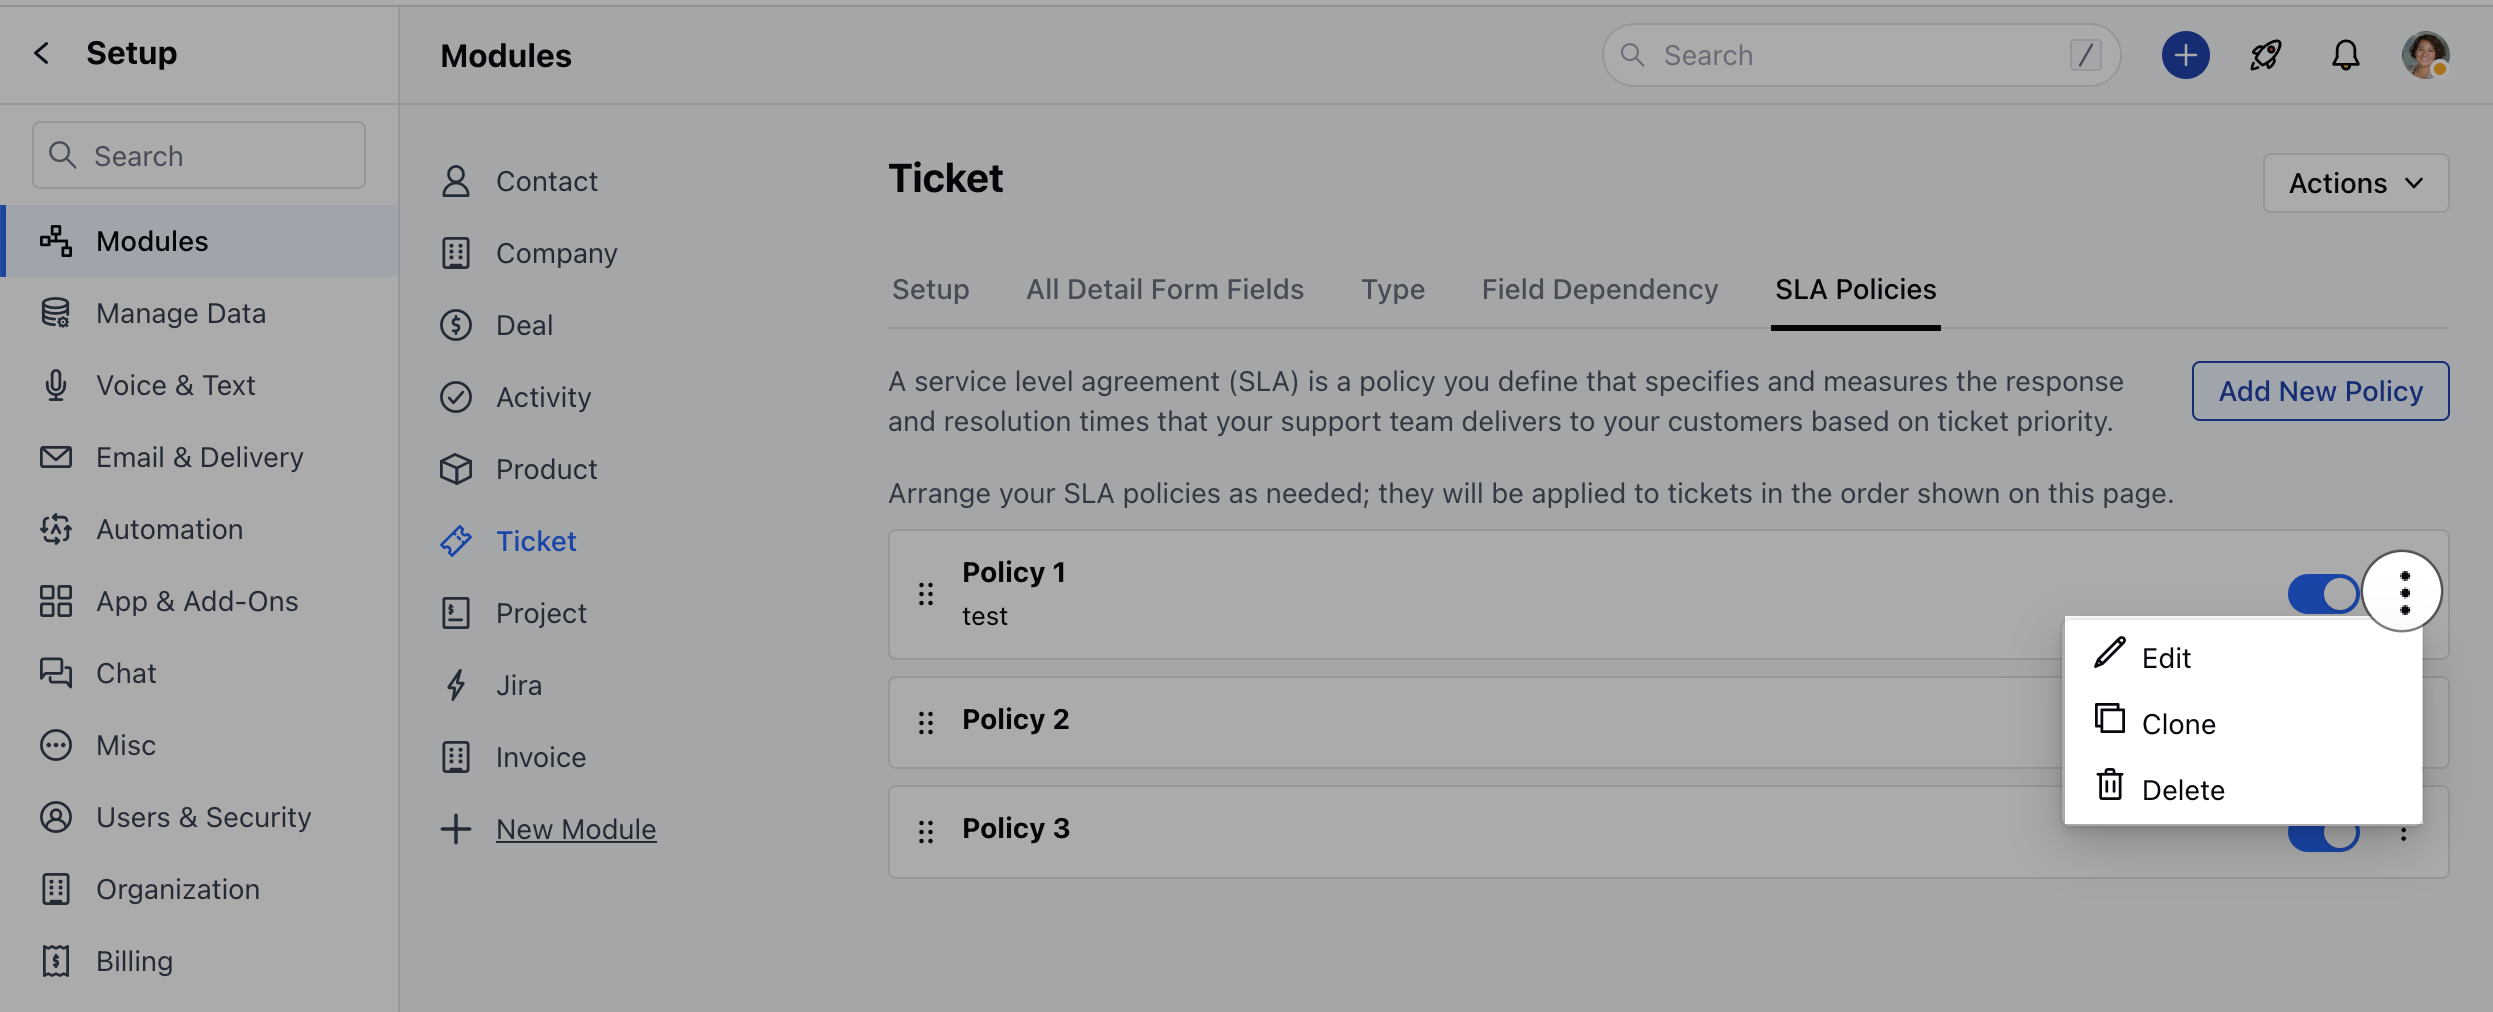 Setup
Search
Modules
Manage Data
Voice & Text
Email & Delivery
Automation
App & Add-Ons
Chat
Misc
Users & Security
Organization
Billing
Modules
Search /
Contact
Company
Deal
Activity
Product
Ticket
Project
Jira
Invoice
New Module
Ticket
Actions
Setup All Detail Form Fields Type Field Dependency SLA Policies
A service level agreement (SLA) is a policy you define that specifies and measures the response
and resolution times that your support team delivers to your customers based on ticket priority.
Add New Policy
Arrange your SLA policies as needed; they will be applied to tickets in the order shown on this page.
Policy 1
test
Edit
Clone
Delete
Policy 2
Policy 3